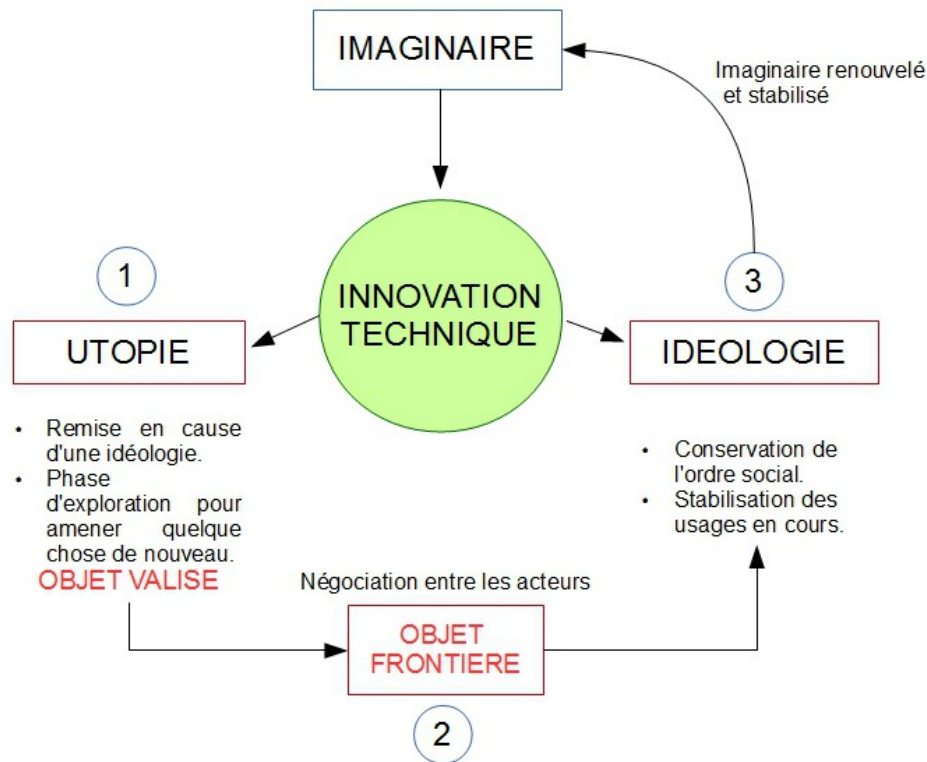 IMAGINAIRE
Imaginaire renouvelé
et stabilisé
1
3
INNOVATION
TECHNIQUE
UTOPIE
IDEOLOGIE
• Remise en cause
d'une idéologie.
• Phase
d'exploration pour
amener quelque
chose de nouveau.
OBJET VALISE
• Conservation de
l'ordre social.
• Stabilisation des
usages en cours.
Négociation entre les acteurs
OBJET
FRONTIERE
2